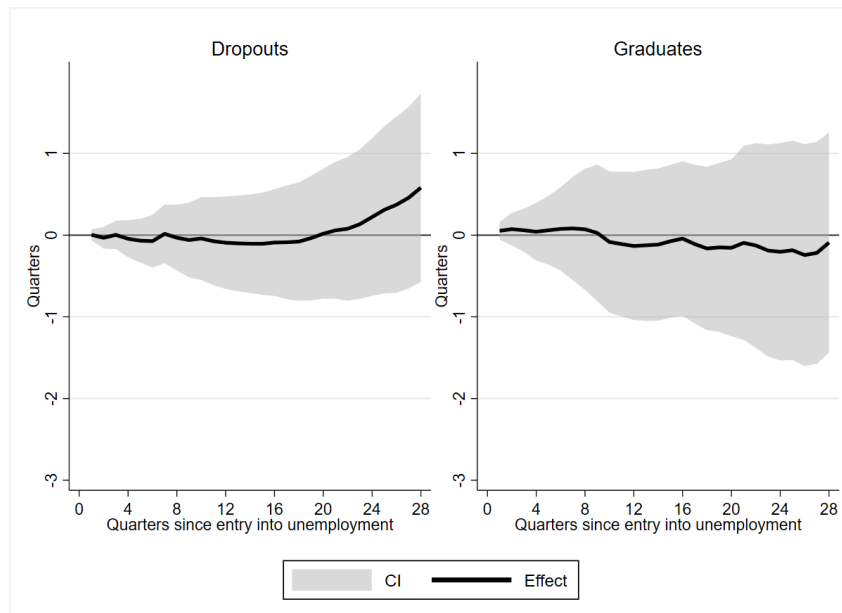 Dropouts
Graduates
Quarters
1
0
-1
-2
-3
0 4 8 12 16 20 24 28
Quarters since entry into unemployment
Quarters
1
0
-1
-2
-3
0 4 8 12 16 20 24 28
Quarters since entry into unemployment
CI Effect